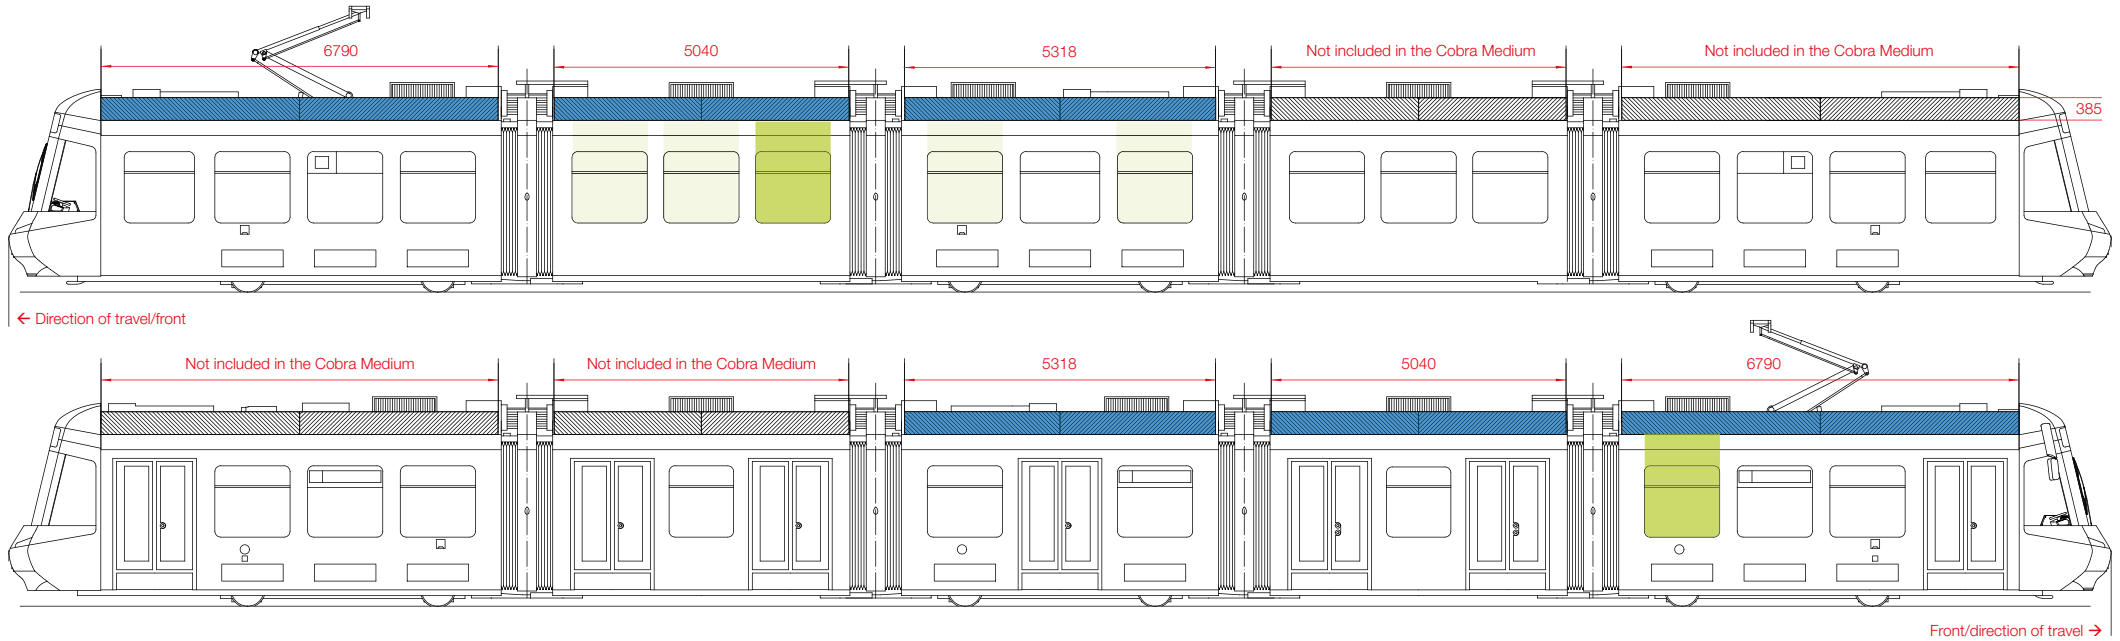 6790
5040
5318
Not included in the Cobra Medium
Not included in the Cobra Medium
385
← Direction of travel/front
Not included in the Cobra Medium
Not included in the Cobra Medium
5318
5040
6790
Front/direction of travel →